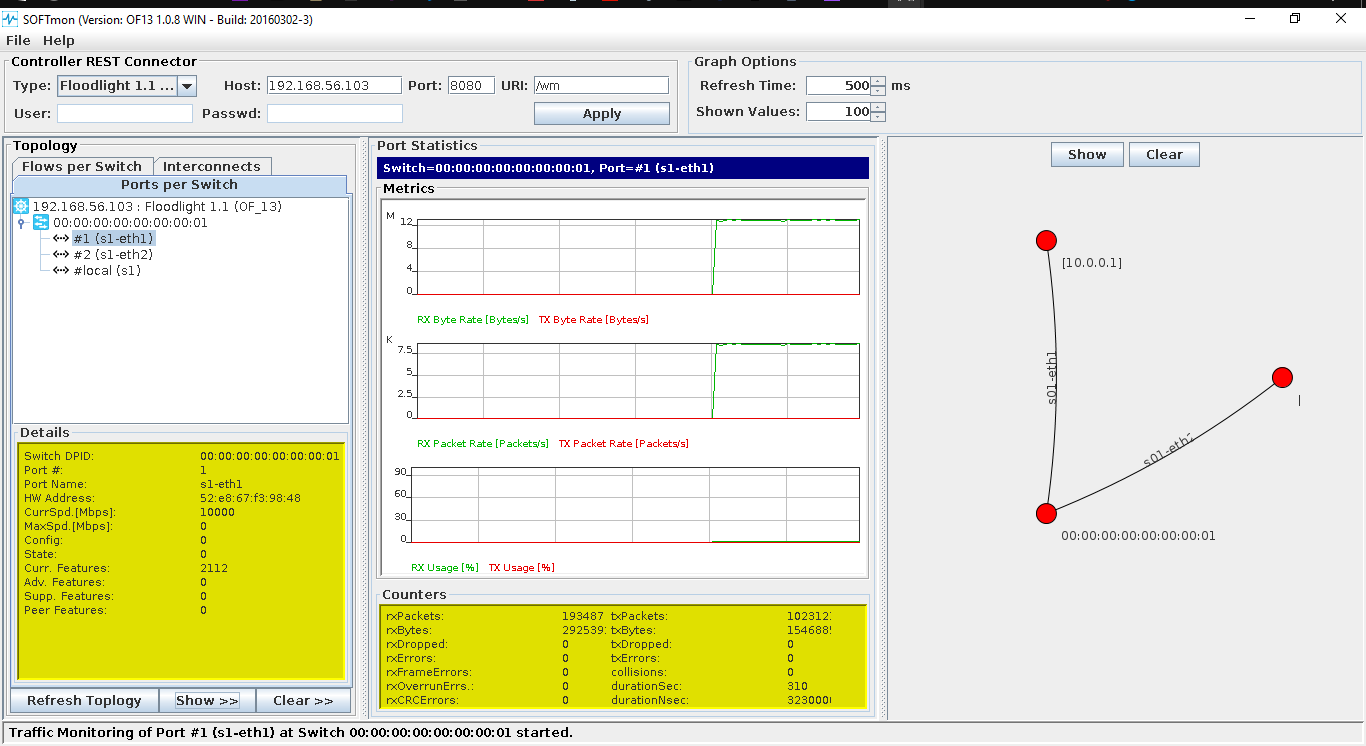 SOFTmon (Version: OF13 1.0.8 WIN - Build: 20160302-3)
File Help
Controller REST Connector
Type: Floodlight 1.1 ... Host: 192.168.56.103 Port: 8080 URI: /wm
User: Passwd: Apply
Graph Options
Refresh Time: 500 ms
Shown Values: 100
Topology
Flows per Switch Interconnects
Ports per Switch
192.168.56.103 : Floodlight 1.1 (OF_13)
00:00:00:00:00:00:00:01
#1 (s1-eth1)
#2 (s1-eth2)
#local (s1)
Details
Switch DPID: 00:00:00:00:00:00:00:01
Port #: 1
Port Name: s1-eth1
HW Address: 52:e8:67:f3:98:48
CurrSpd.[Mbps]: 10000
MaxSpd.[Mbps]: 0
Config: 0
State: 0
Curr. Features: 2112
Adv. Features: 0
Supp. Features: 0
Peer Features: 0
Refresh Toplogy Show >> Clear >>
Port Statistics
Switch=00:00:00:00:00:00:00:01, Port=#1 (s1-eth1)
Metrics
M
12
8
4
0
RX Byte Rate [Bytes/s] TX Byte Rate [Bytes/s]
K
7.5
5
2.5
0
RX Packet Rate [Packets/s] TX Packet Rate [Packets/s]
90
60
30
0
RX Usage [%] TX Usage [%]
Counters
rxPackets: 193487 txPackets:
rxBytes: txBytes:
rxDropped: 0 txDropped: 0
rxErrors: 0 txErrors: 0
rxFrameErrors: 0 collisions: 0
rxOverrunErrs.: 0 durationSec: 310
rxCRCErrors: 0 durationNsec:
Show Clear
[10.0.0.1]
s01-eth1
s01-eth
00:00:00:00:00:00:00:01
Traffic Monitoring of Port #1 (s1-eth1) at Switch 00:00:00:00:00:00:00:01 started.